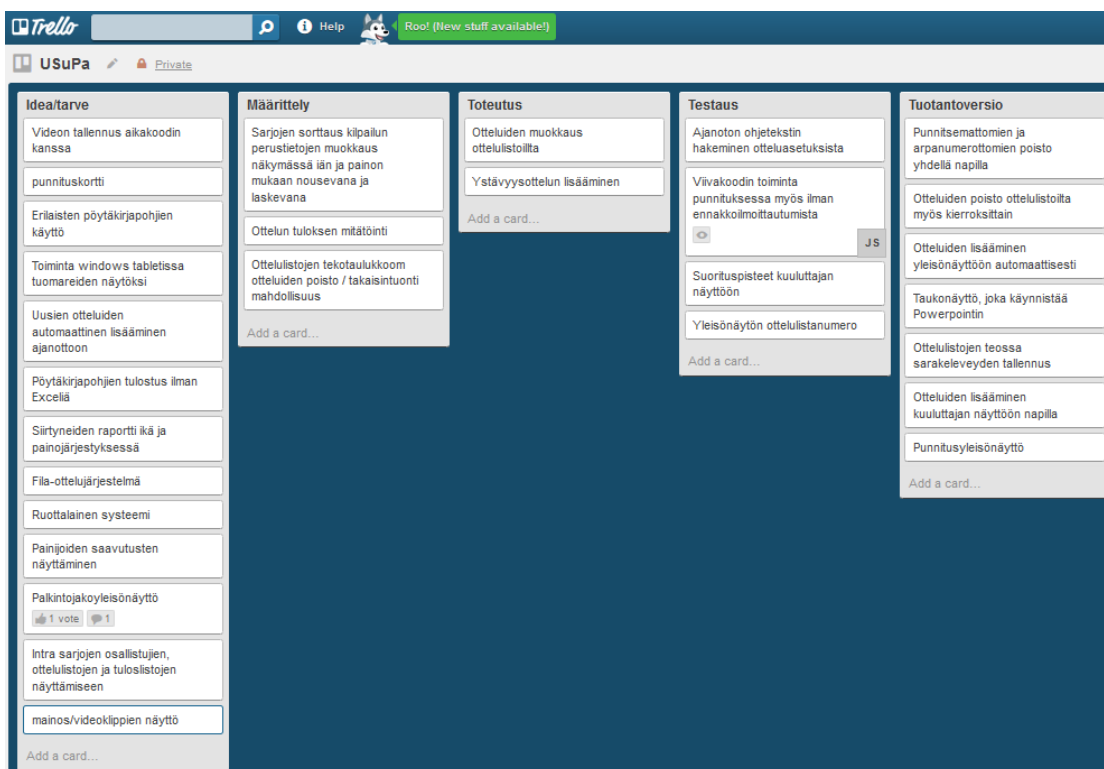 Trello
Help
Roo! (New stuff available!)
USuPa
Private
Idea/tarve
Videon tallennus aikakoodin
kanssa
punnituskortti
Erilaisten pöytäkirjapohjien
käyttö
Toiminta windows tabletissa
tuomareiden näytöksi
Uusien otteluiden
automaattinen lisääminen
ajanottoon
Pöytäkirjapohjien tulostus ilman
Exceliä
Siirtyneiden raportti ikä ja
painojärjestyksessä
Fila-ottelujärjestelmä
Ruottalainen systeemi
Painijoiden saavutusten
näyttäminen
Palkintojakoyleisönäyttö
1 vote 1
Intra sarjojen osallistujien,
ottelulistojen ja tuloslistojen
näyttämiseen
mainos/videoklippien näyttö
Add a card...
Määrittely
Sarjojen sorttaus kilpailun
perustietojen muokkaus
näkymässä iän ja painon
mukaan nousevana ja
laskevana
Ottelun tuloksen mitätöinti
Ottelulistojen tekotaulukkoom
otteluiden poisto / takaisintuonti
mahdollisuus
Add a card...
Toteutus
Otteluiden muokkaus
ottelulistoillta
Ystävyysottelun lisääminen
Add a card...
Testaus
Ajanoton ohjetekstin
hakeminen otteluasetuksista
Viivakoodin toiminta
punnituksessa myös ilman
ennakkoilmoittautumista
JS
Suorituspisteet kuuluttajan
näyttöön
Yleisönäytön ottelulistanumero
Add a card...
Tuotantoversio
Punnitsemattomien ja
arpanumerottomien poisto
yhdellä napilla
Otteluiden poisto ottelulistoilta
myös kierroksittain
Otteluiden lisääminen
yleisönäyttöön automaattisesti
Taukonäyttö, joka käynnistää
Powerpointin
Ottelulistojen teossa
sarakeleveyden tallennus
Otteluiden lisääminen
kuuluttajan näyttöön napilla
Punnitusyleisönäyttö
Add a card...